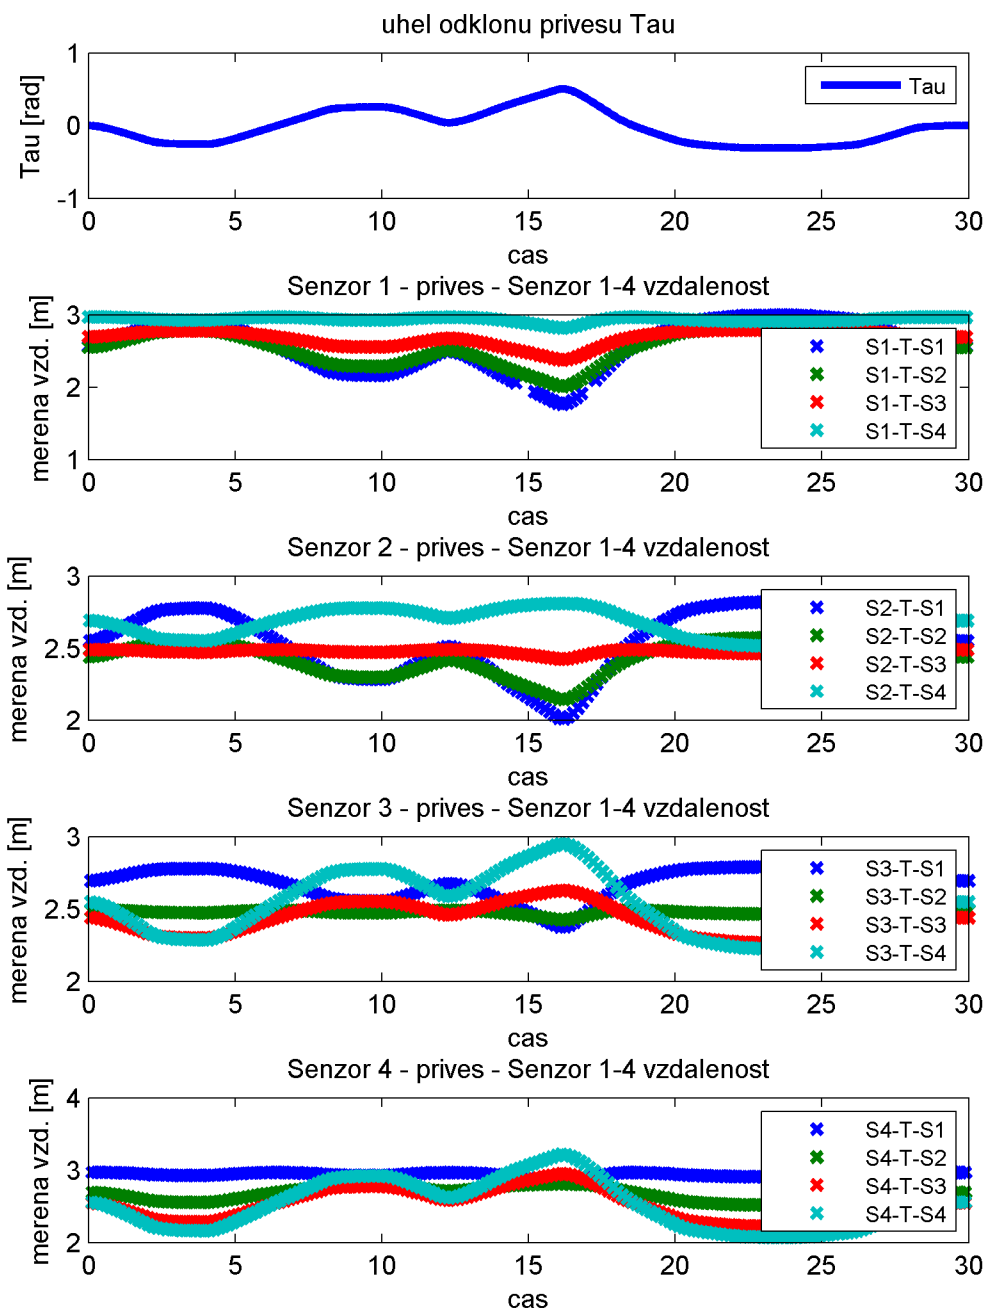 uhel odklonu privesu Tau
1
0
-1
Tau [rad]
Tau
0 5 10 15 20 25 30
cas
Senzor 1 - prives - Senzor 1-4 vzdalenost
3
2
1
merena vzd. [m]
S1-T-S1
S1-T-S2
S1-T-S3
S1-T-S4
0 5 10 15 20 25 30
cas
Senzor 2 - prives - Senzor 1-4 vzdalenost
3
2.5
2
merena vzd. [m]
S2-T-S1
S2-T-S2
S2-T-S3
S2-T-S4
0 5 10 15 20 25 30
cas
Senzor 3 - prives - Senzor 1-4 vzdalenost
3
2.5
2
merena vzd. [m]
S3-T-S1
S3-T-S2
S3-T-S3
S3-T-S4
0 5 10 15 20 25 30
cas
Senzor 4 - prives - Senzor 1-4 vzdalenost
4
3
2
merena vzd. [m]
S4-T-S1
S4-T-S2
S4-T-S3
S4-T-S4
0 5 10 15 20 25 30
cas